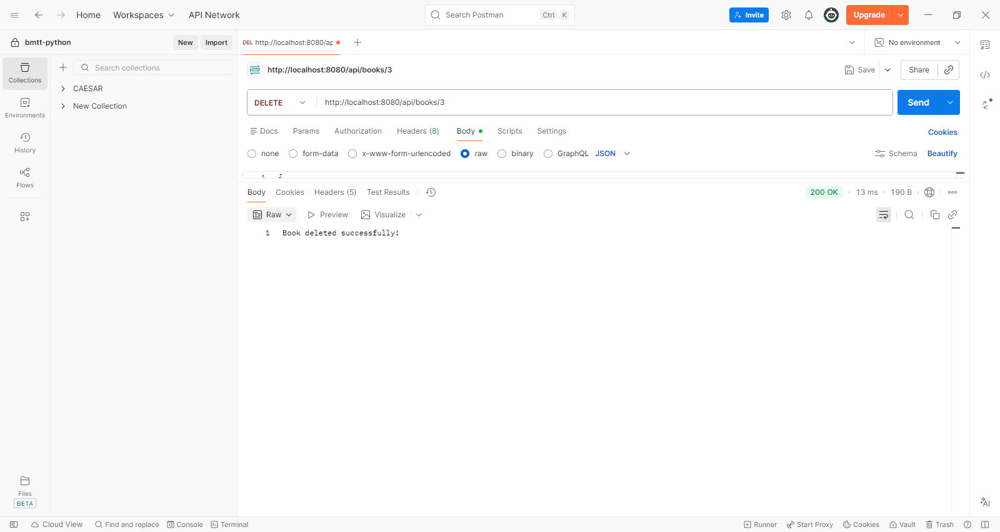 Home
Workspaces
API Network
Search Postman
Ctrl K
Invite
Upgrade
bmtt-python
New
Import
DEL http://localhost:8080/ap
No environment
Collections
Search collections
CAESAR
New Collection
Environments
History
Flows
Files
BETA
HTTP
http://localhost:8080/api/books/3
Save
Share
DELETE
http://localhost:8080/api/books/3
Send
Docs
Params
Authorization
Headers (8)
Body
Scripts
Settings
Cookies
none
form-data
x-www-form-urlencoded
raw
binary
GraphQL
JSON
Schema
Beautify
1 {
Body
Cookies
Headers (5)
Test Results
200 OK
13 ms
190 B
Raw
Preview
Visualize
1 Book deleted successfully!
AI
Cloud View
Find and replace
Console
Terminal
Runner
Start Proxy
Cookies
Vault
Trash